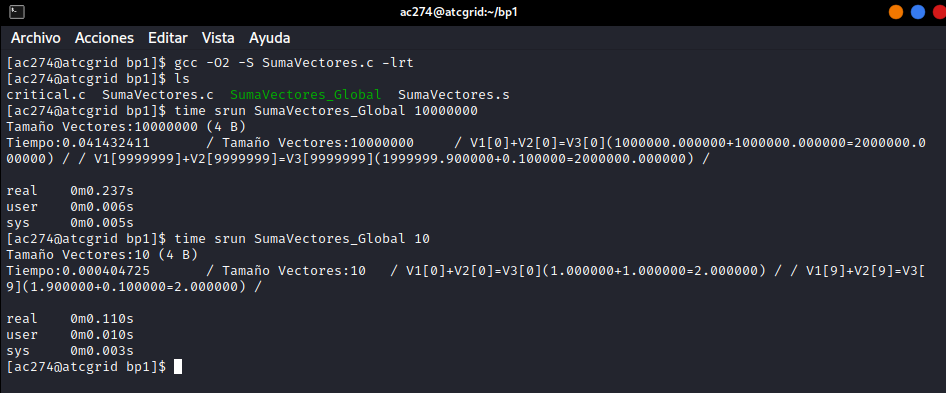 ac274@atcgrid:~/bp1
Archivo Acciones Editar Vista Ayuda
[ac274@atcgrid bp1]$ gcc -O2 -S SumaVectores.c -lrt
[ac274@atcgrid bp1]$ ls
critical.c SumaVectores.c SumaVectores_Global SumaVectores.s
[ac274@atcgrid bp1]$ time srun SumaVectores_Global 10000000
Tamaño Vectores:10000000 (4 B)
Tiempo:0.041432411 / Tamaño Vectores:10000000 / V1[0]+V2[0]=V3[0](1000000.000000+1000000.000000=2000000.0
00000) / / V1[9999999]+V2[9999999]=V3[9999999](1999999.900000+0.100000=2000000.000000) /
real 0m0.237s
user 0m0.006s
sys 0m0.005s
[ac274@atcgrid bp1]$ time srun SumaVectores_Global 10
Tamaño Vectores:10 (4 B)
Tiempo:0.000404725 / Tamaño Vectores:10 / V1[0]+V2[0]=V3[0](1.000000+1.000000=2.000000) / / V1[9]+V2[9]=V3[
9](1.900000+0.100000=2.000000) /
real 0m0.110s
user 0m0.010s
sys 0m0.003s
[ac274@atcgrid bp1]$